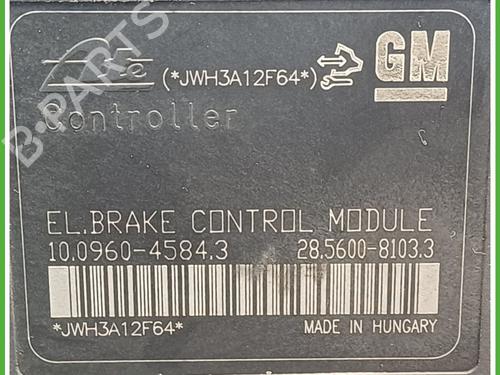 (*JWH3A12F64*)
GM
Controller
EL.BRAKE CONTROL MODULE
10.0960-4584.3 28.5600-8103.3
*JWH3A12F64* MADE IN HUNGARY
B-PARTS